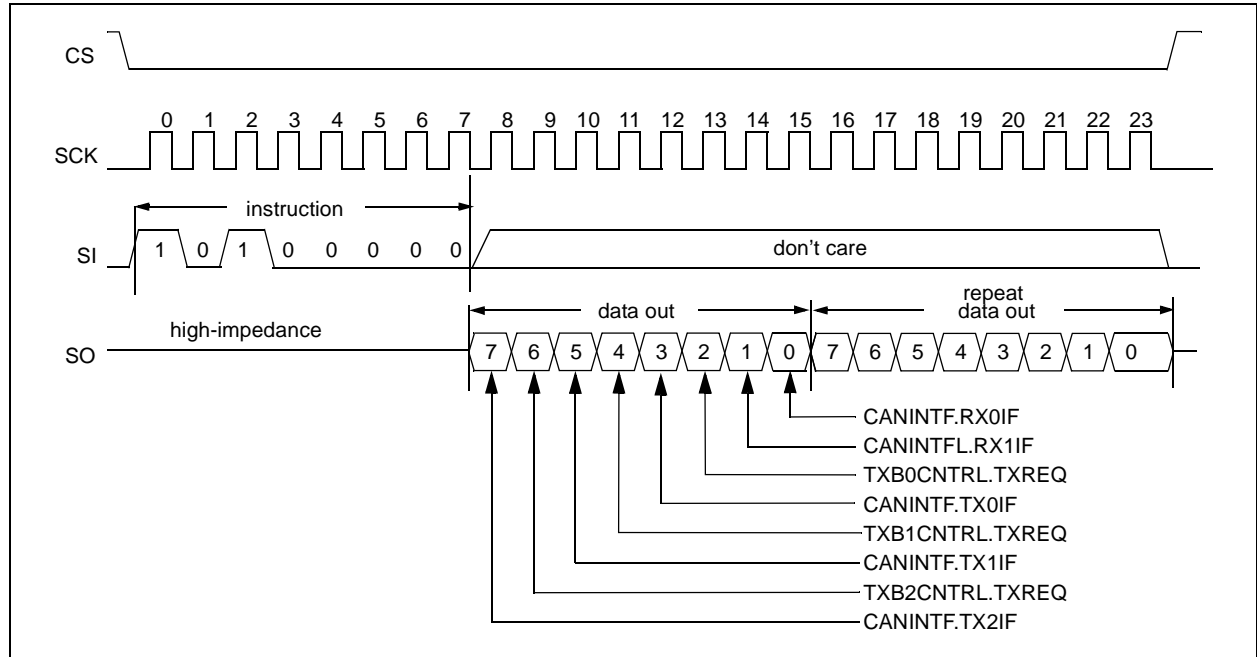 CS
0 1 2 3 4 5 6 7 8 9 10 11 12 13 14 15 16 17 18 19 20 21 22 23
SCK
instruction
SI 1 0 1 0 0 0 0 0 don't care
repeat
data out data out
high-impedance
SO 7 6 5 4 3 2 1 0 7 6 5 4 3 2 1 0
CANINTF.RX0IF
CANINTFL.RX1IF
TXB0CNTRL.TXREQ
CANINTF.TX0IF
TXB1CNTRL.TXREQ
CANINTF.TX1IF
TXB2CNTRL.TXREQ
CANINTF.TX2IF